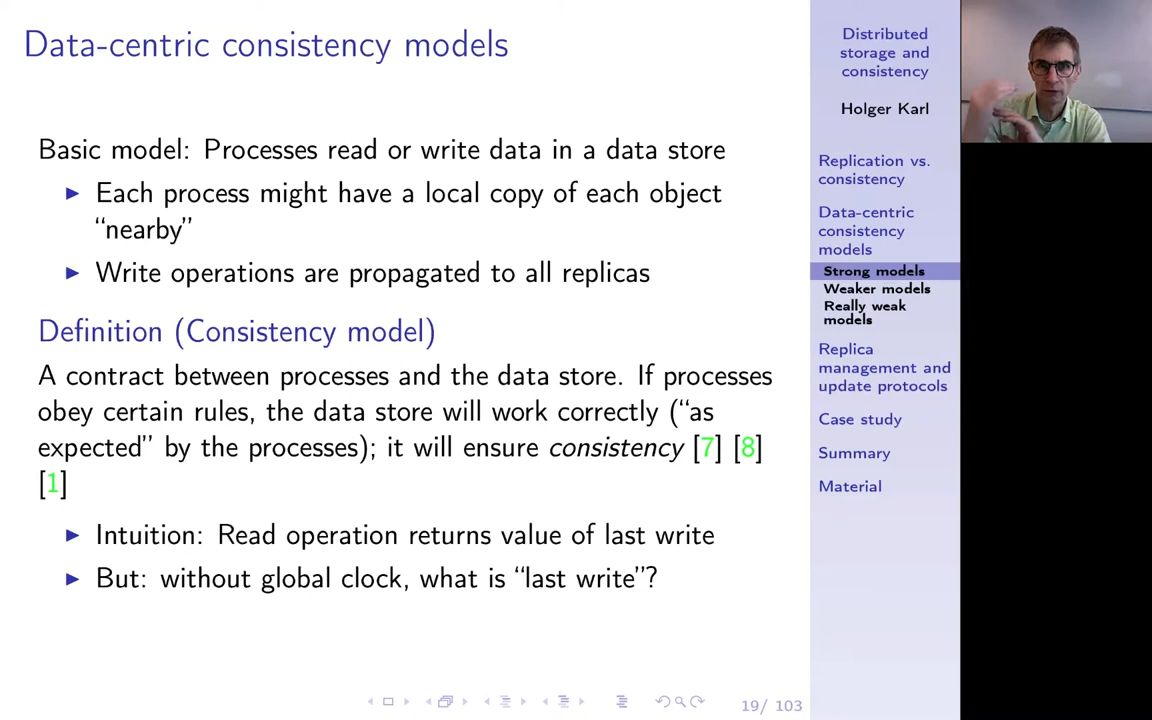 Data-centric consistency models
Basic model: Processes read or write data in a data store
▶ Each process might have a local copy of each object
“nearby”
▶ Write operations are propagated to all replicas
Definition (Consistency model)
A contract between processes and the data store. If processes
obey certain rules, the data store will work correctly (“as
expected” by the processes); it will ensure consistency [7] [8]
[1]
▶ Intuition: Read operation returns value of last write
▶ But: without global clock, what is “last write”?
19/ 103
Distributed
storage and
consistency
Holger Karl
Replication vs.
consistency
Data-centric
consistency
models
Strong models
Weaker models
Really weak
models
Replica
management and
update protocols
Case study
Summary
Material